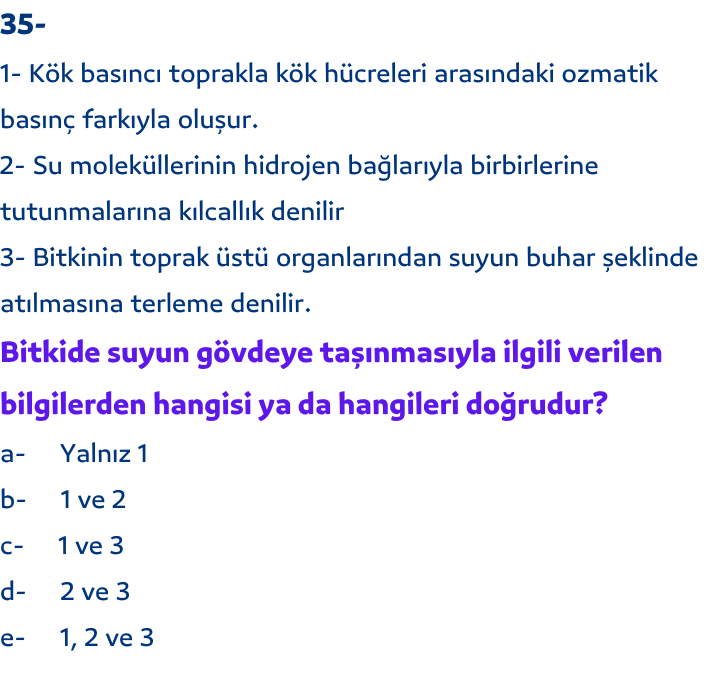 35-
1- Kök basıncı toprakla kök hücreleri arasındaki ozmatik
basınç farkıyla oluşur.
2- Su moleküllerinin hidrojen bağlarıyla birbirlerine
tutunmalarına kılcallık denilir
3- Bitkinin toprak üstü organlarından suyun buhar şeklinde
atılmasına terleme denilir.
Bitkide suyun gövdeye taşınmasıyla ilgili verilen
bilgilerden hangisi ya da hangileri doğrudur?
a- Yalnız 1
b- 1 ve 2
c- 1 ve 3
d- 2 ve 3
e- 1, 2 ve 3